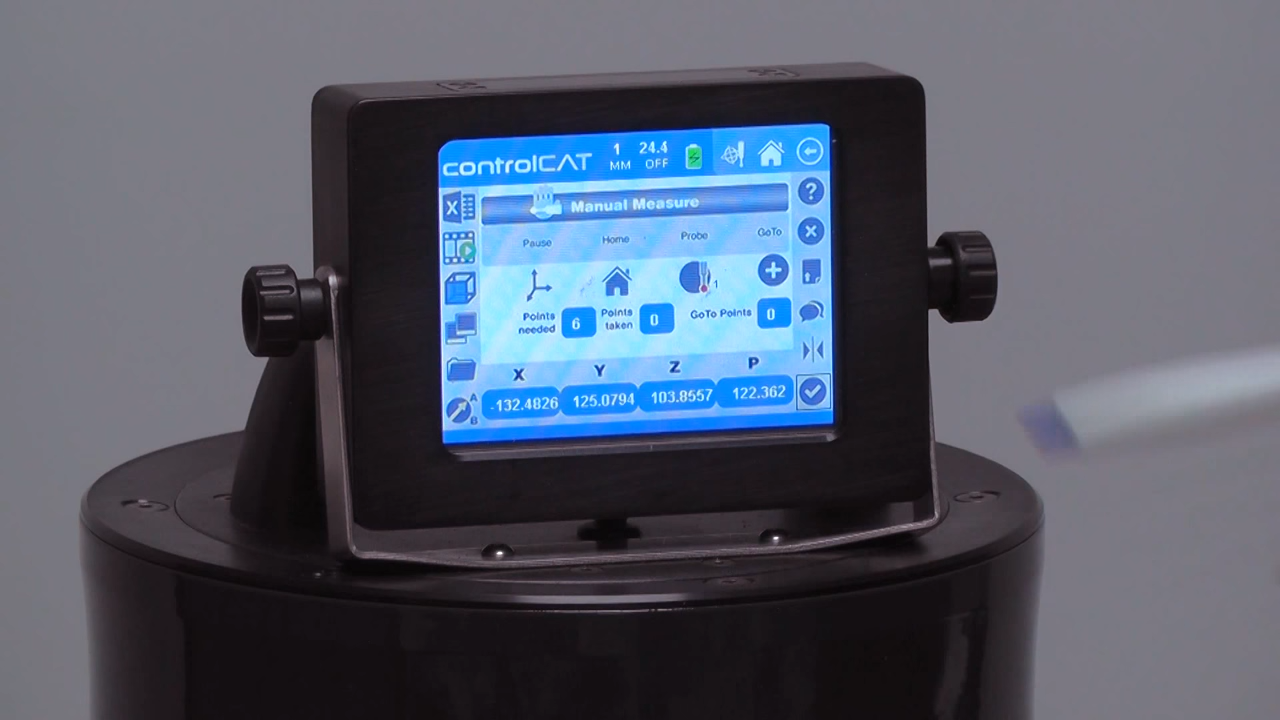 controlCAT 1 24.4
MM OFF
Manual Measure
Pause Home Probe GoTo
1
Points needed 6 Points taken 0 GoTo Points 0
X Y Z P
-132.4826 125.0794 103.8557 122.362
A
B
X
?